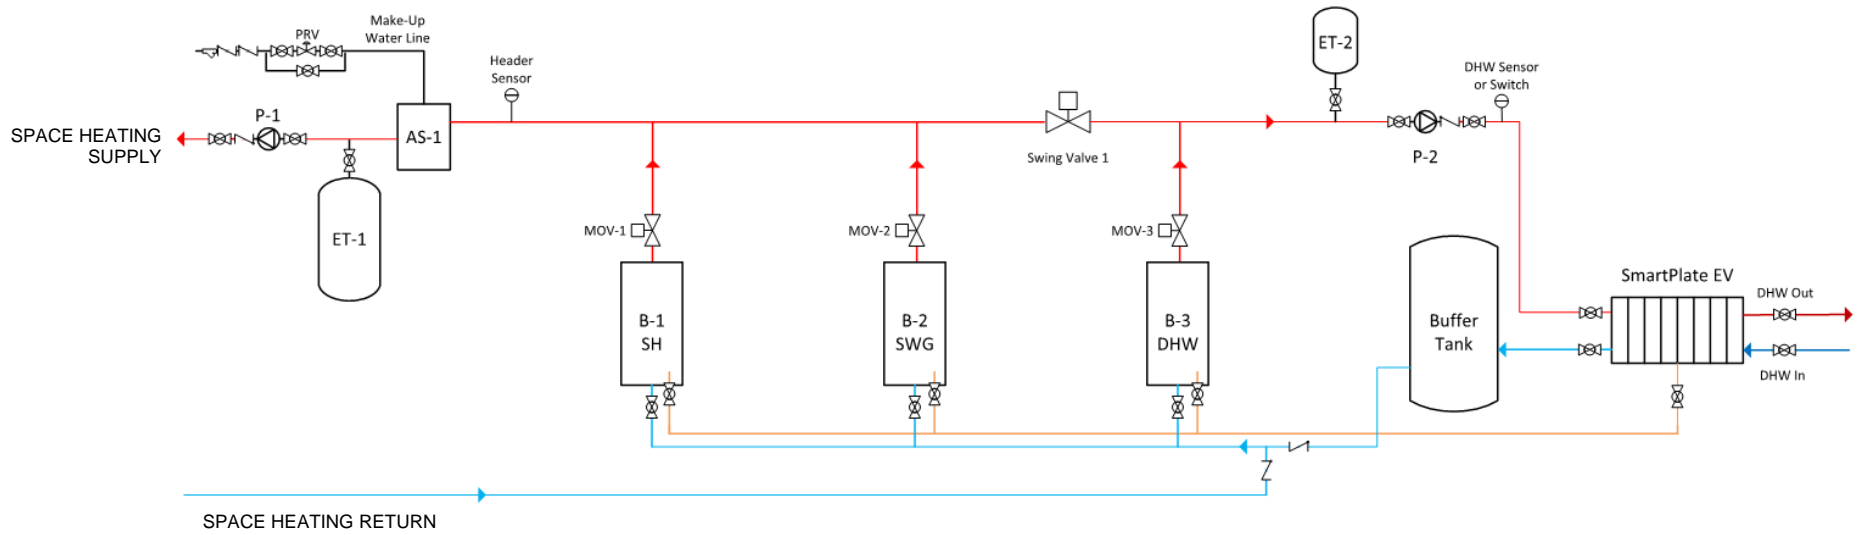 Make-Up
Water Line
PRV
ET-2
Header
Sensor
DHW Sensor
or Switch
P-1
AS-1
SPACE HEATING
SUPPLY
Swing Valve 1
P-2
ET-1
MOV-1
MOV-2
MOV-3
SmartPlate EV
DHW Out
B-1
SH
B-2
SWG
B-3
DHW
Buffer
Tank
DHW In
SPACE HEATING RETURN